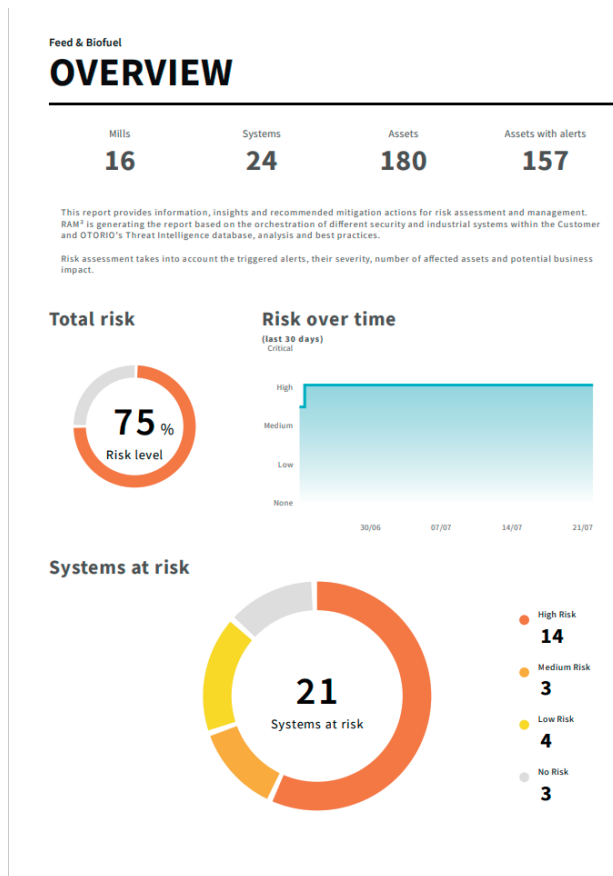 Feed & Biofuel
OVERVIEW
Mills Systems Assets Assets with alerts
16 24 180 157
This report provides information, insights and recommended mitigation actions for risk assessment and management.
RAM² is generating the report based on the orchestration of different security and industrial systems within the Customer
and OTORIO's Threat Intelligence database, analysis and best practices.
Risk assessment takes into account the triggered alerts, their severity, number of affected assets and potential business
impact.
Total risk
75 %
Risk level
Risk over time
(last 30 days)
Critical
High
Medium
Low
None
30/06 07/07 14/07 21/07
Systems at risk
21
Systems at risk
High Risk
14
Medium Risk
3
Low Risk
4
No Risk
3